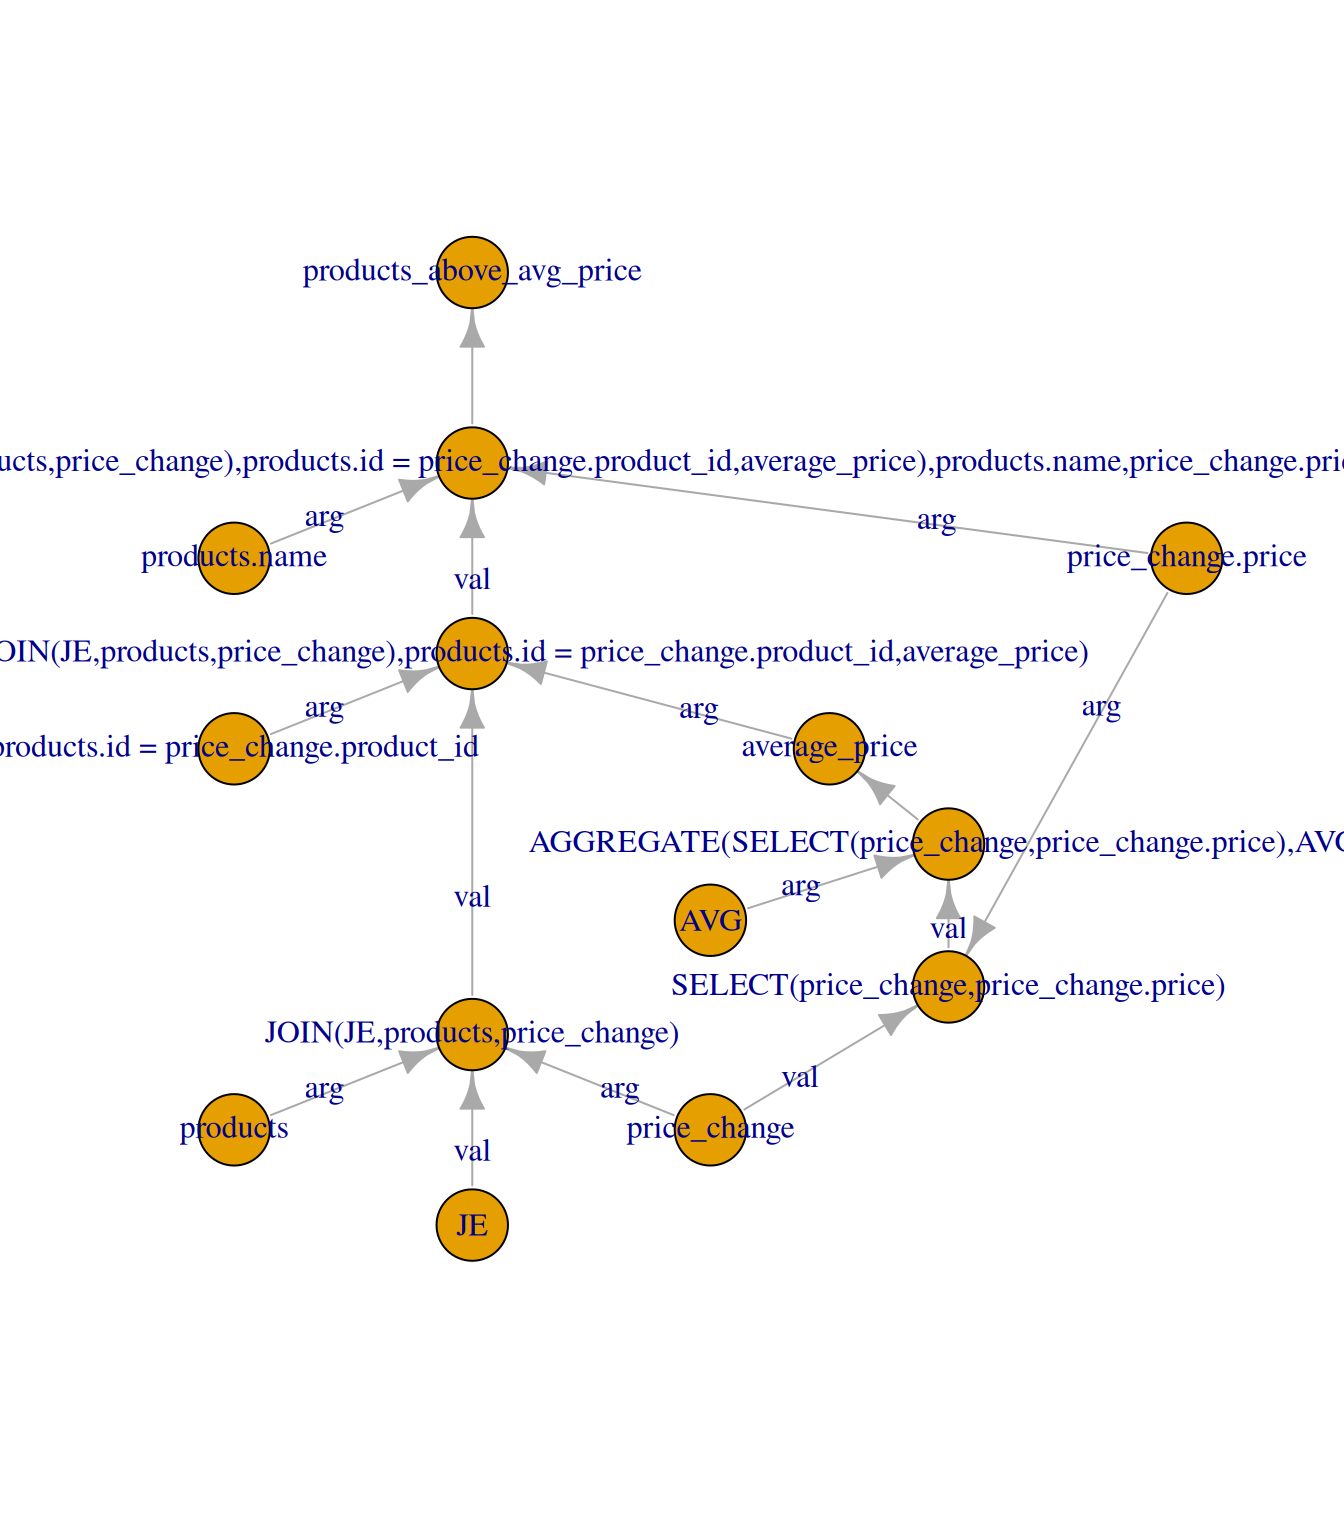 products_above_avg_price
ucts,price_change),products.id = price_change.product_id,average_price),products.name,price_change.pri
arg
arg
products.name
price_change.price
val
OIN(JE,products,price_change),products.id = price_change.product_id,average_price)
arg
arg
arg
products.id = price_change.product_id
average_price
AGGREGATE(SELECT(price_change,price_change.price),AVG
arg
val
AVG
val
SELECT(price_change,price_change.price)
JOIN(JE,products,price_change)
val
arg
arg
products
price_change
val
JE